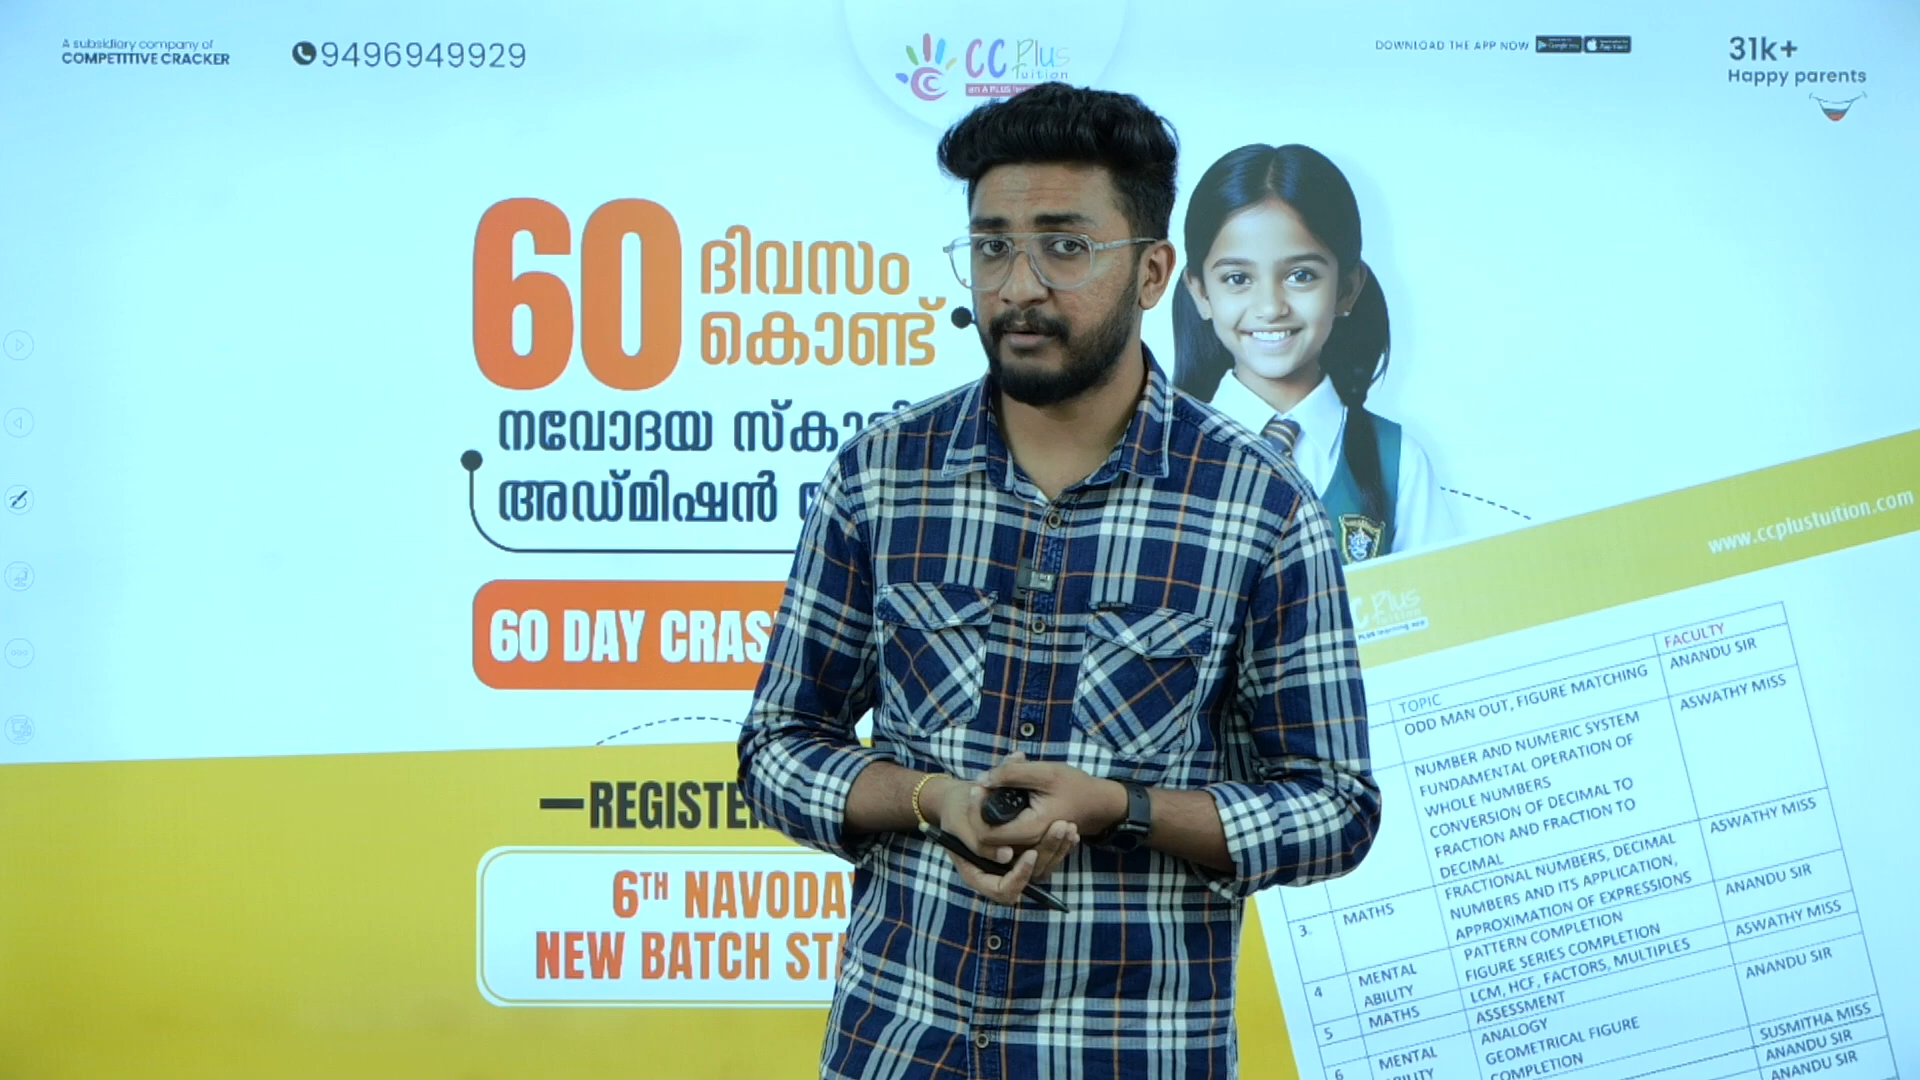 A subsidiary company of
COMPETITIVE CRACKER
9496949929
CC Plus
Tuition
DOWNLOAD THE APP NOW
31k+
Happy parents
60 ദിവസം
കൊണ്ട്
നവോദയ
അഡ്മിഷൻ
60 DAY CRAS
REGISTE
6TH NAVODAY
NEW BATCH STA
www.ccplustuition.com
C Plus
TOPIC FACULTY
ODD MAN OUT, FIGURE MATCHING ANANDU SIR
NUMBER AND NUMERIC SYSTEM ASWATHY MISS
FUNDAMENTAL OPERATION OF
WHOLE NUMBERS
CONVERSION OF DECIMAL TO
FRACTION AND FRACTION TO
DECIMAL
3. MATHS FRACTIONAL NUMBERS, DECIMAL ASWATHY MISS
NUMBERS AND ITS APPLICATION,
APPROXIMATION OF EXPRESSIONS
4 MENTAL ABILITY PATTERN COMPLETION ANANDU SIR
FIGURE SERIES COMPLETION
5 MATHS LCM, HCF, FACTORS, MULTIPLES ASWATHY MISS
ASSESSMENT
6 MENTAL ANALOGY ANANDU SIR
GEOMETRICAL FIGURE
COMPLETION
SUSMITHA MISS
ANANDU SIR
ANANDU SIR